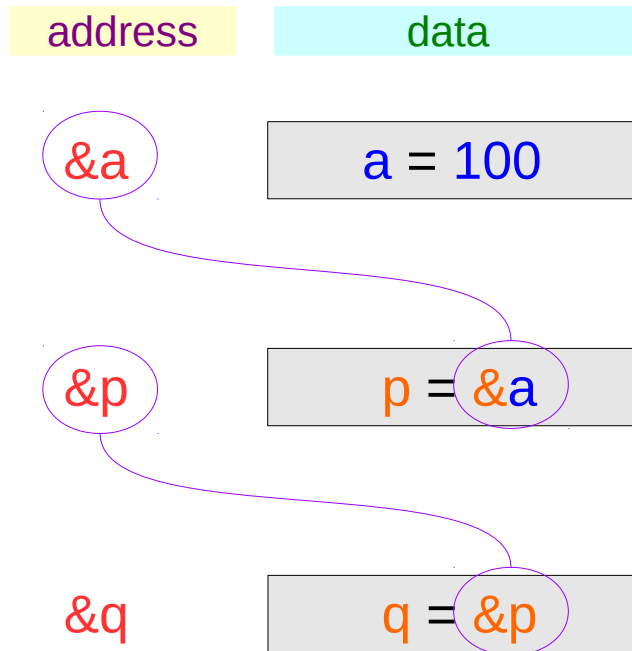 address data
&a a = 100
&p p = &a
&q q = &p